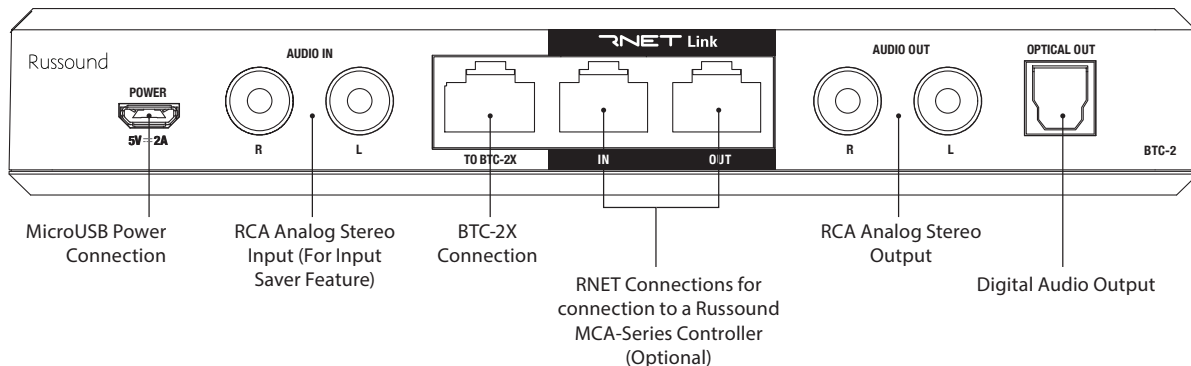 RNET Link
Russound
AUDIO IN
AUDIO OUT
OPTICAL OUT
POWER
5V⎓2A
R
L
TO BTC-2X
IN
OUT
R
L
BTC-2
MicroUSB Power
Connection
RCA Analog Stereo
Input (For Input
Saver Feature)
BTC-2X
Connection
RNET Connections for
connection to a Russound
MCA-Series Controller
(Optional)
RCA Analog Stereo
Output
Digital Audio Output